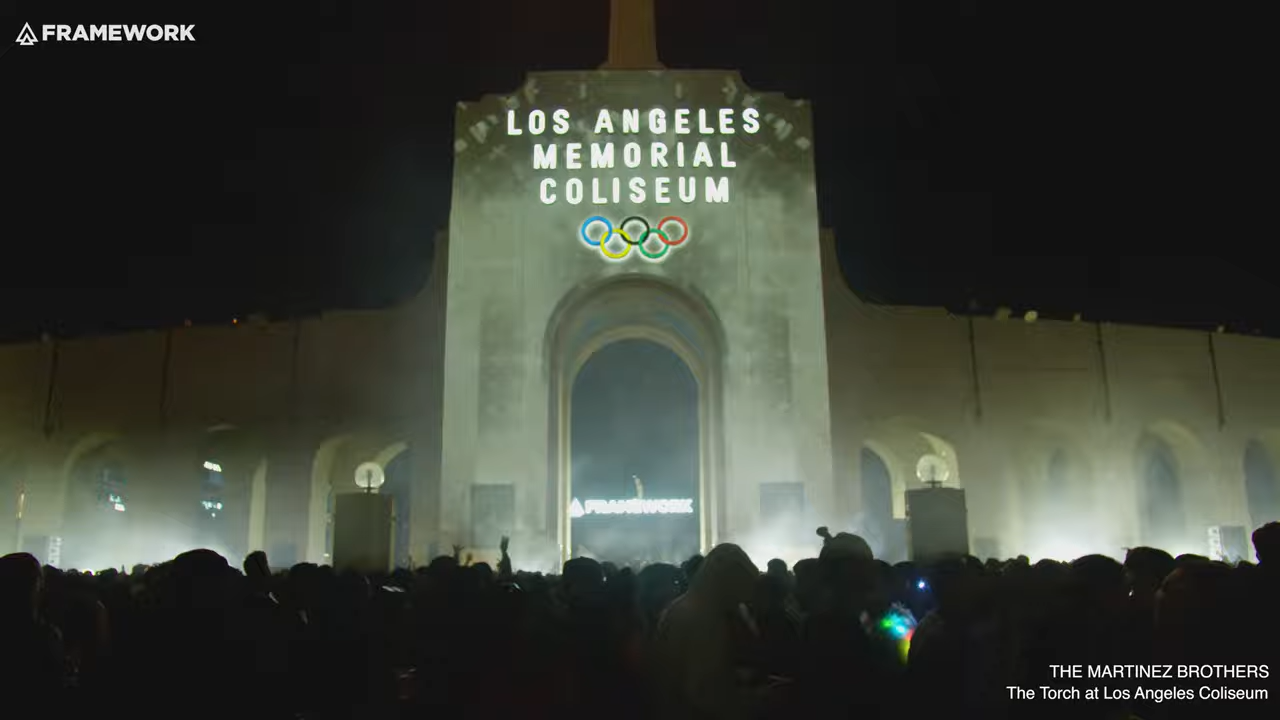 FRAMEWORK
LOS ANGELES
MEMORIAL
COLISEUM
FRAMEWORK
THE MARTINEZ BROTHERS
The Torch at Los Angeles Coliseum